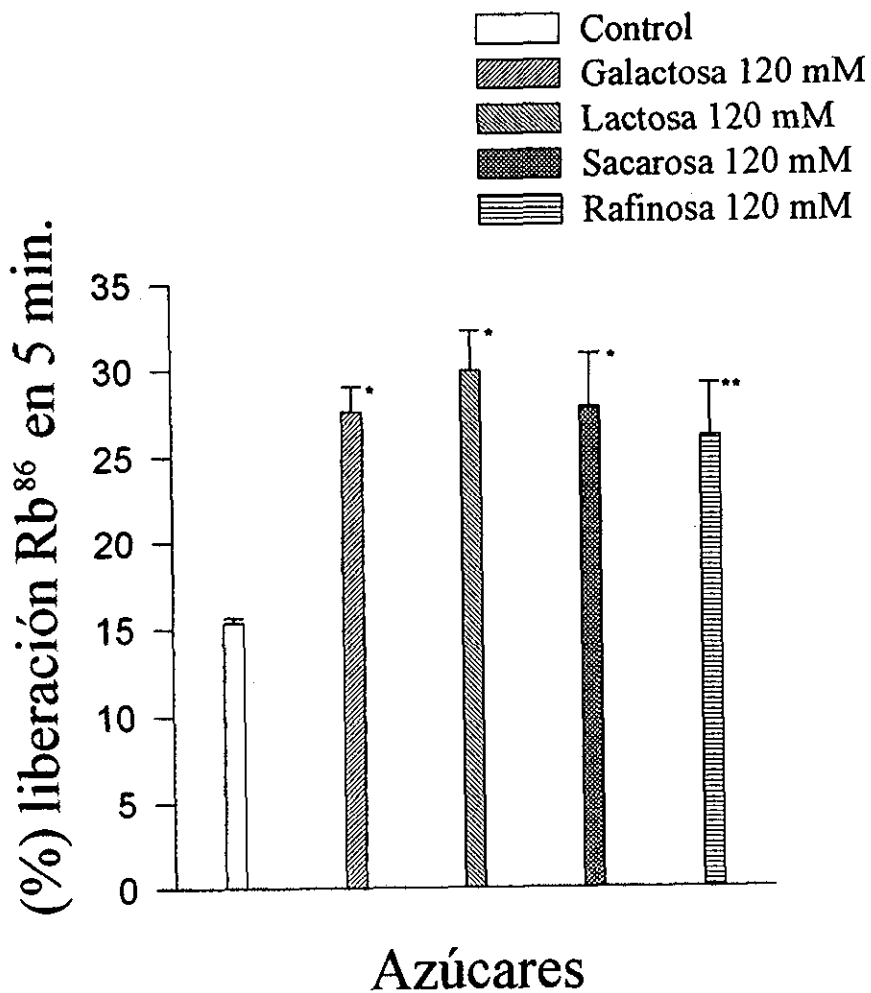 Control
Galactosa 120 mM
Lactosa 120 mM
Sacarosa 120 mM
Rafinosa 120 mM
(%) liberación Rb⁸⁶ en 5 min.
35
30
25
20
15
10
5
0
*
*
*
**
Azúcares